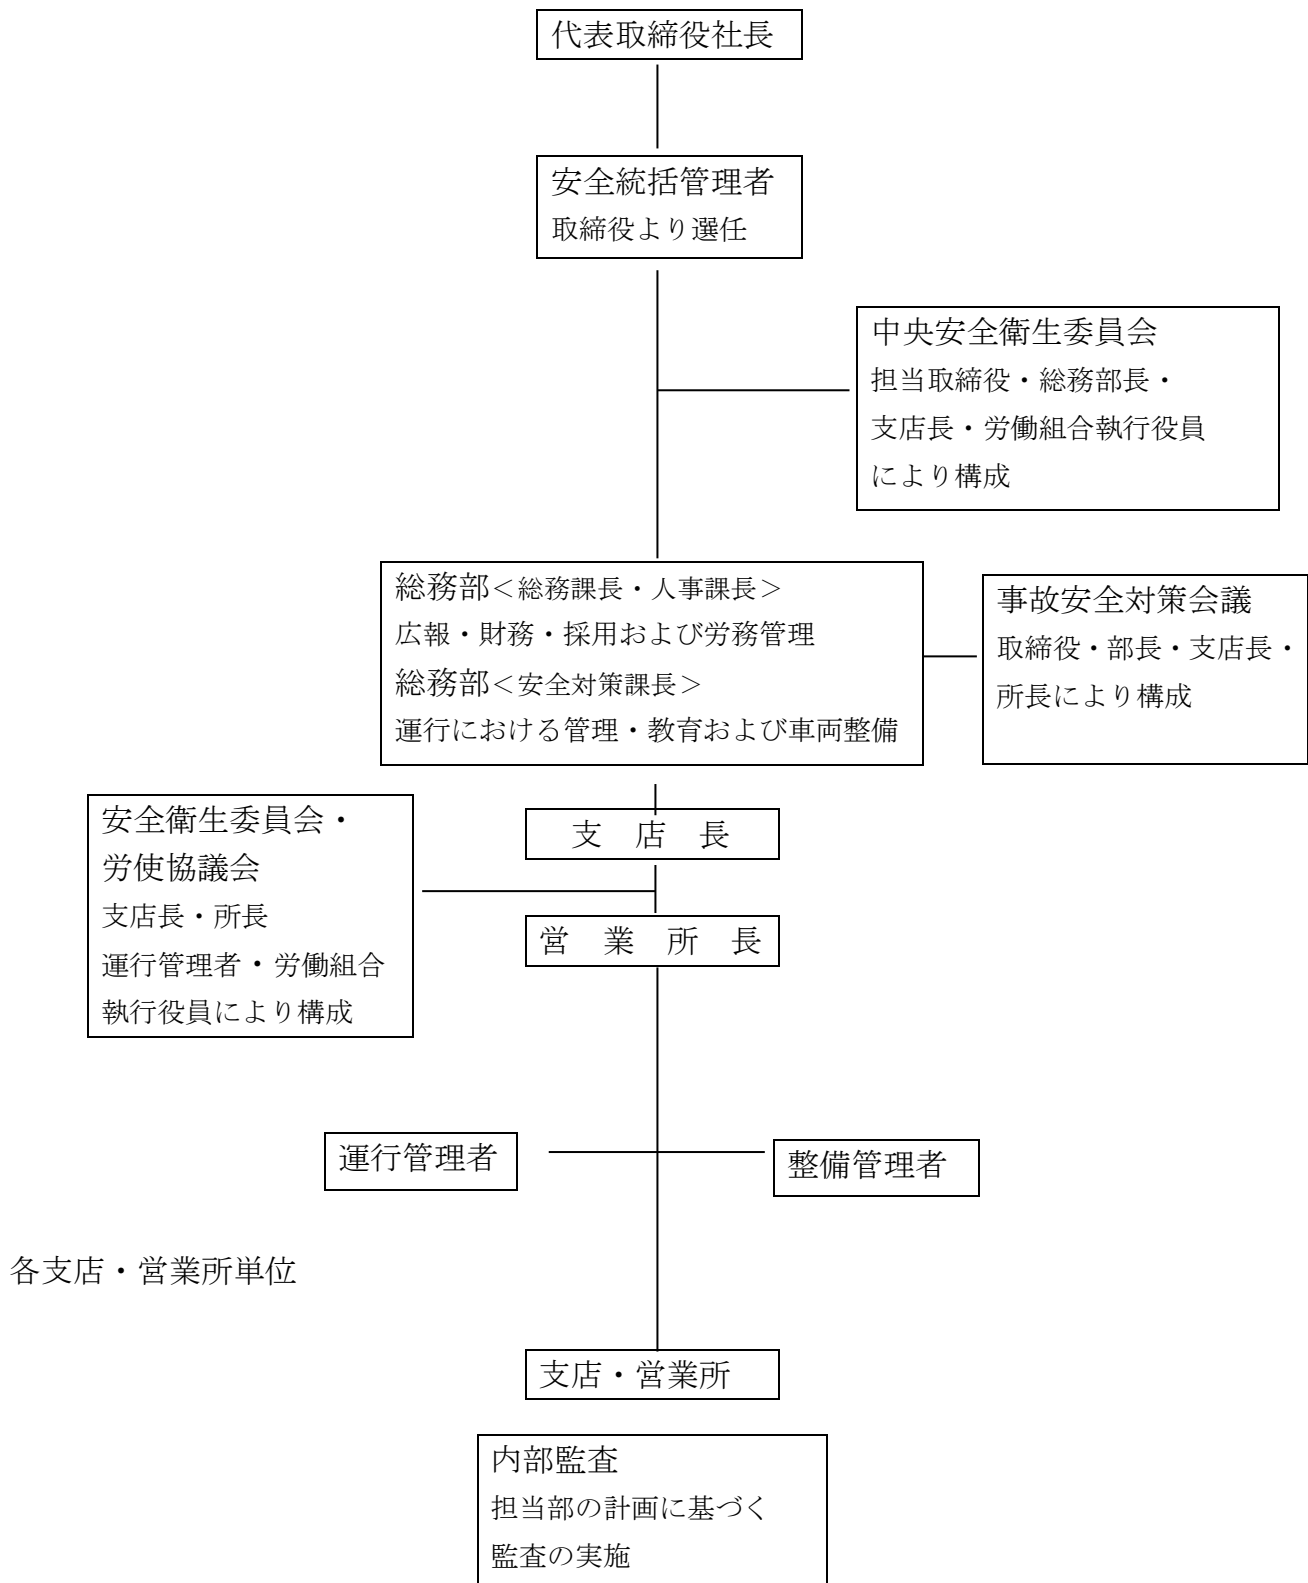 代表取締役社長
安全統括管理者
取締役より選任
中央安全衛生委員会
担当取締役・総務部長・
支店長・労働組合執行役員
により構成
総務部＜総務課長・人事課長＞
広報・財務・採用および労務管理
総務部＜安全対策課長＞
運行における管理・教育および車両整備
事故安全対策会議
取締役・部長・支店長・
所長により構成
支　店　長
安全衛生委員会・
労使協議会
支店長・所長
運行管理者・労働組合
執行役員により構成
営　業　所　長
運行管理者
整備管理者
各支店・営業所単位
支店・営業所
内部監査
担当部の計画に基づく
監査の実施